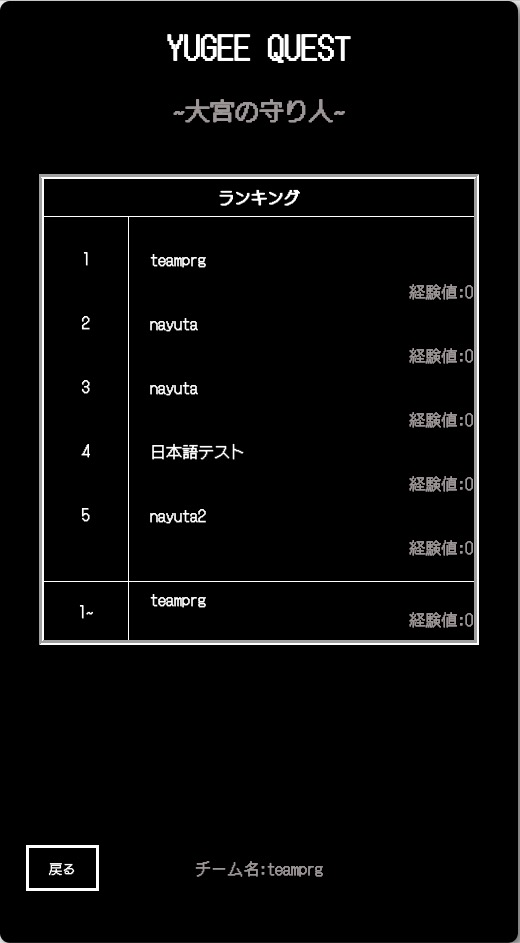 YUGEE QUEST
~大宮の守り人~
ランキング
1 teamprg
経験値:0
2 nayuta
経験値:0
3 nayuta
経験値:0
4 日本語テスト
経験値:0
5 nayuta2
経験値:0
1~ teamprg
経験値:0
戻る チーム名:teamprg